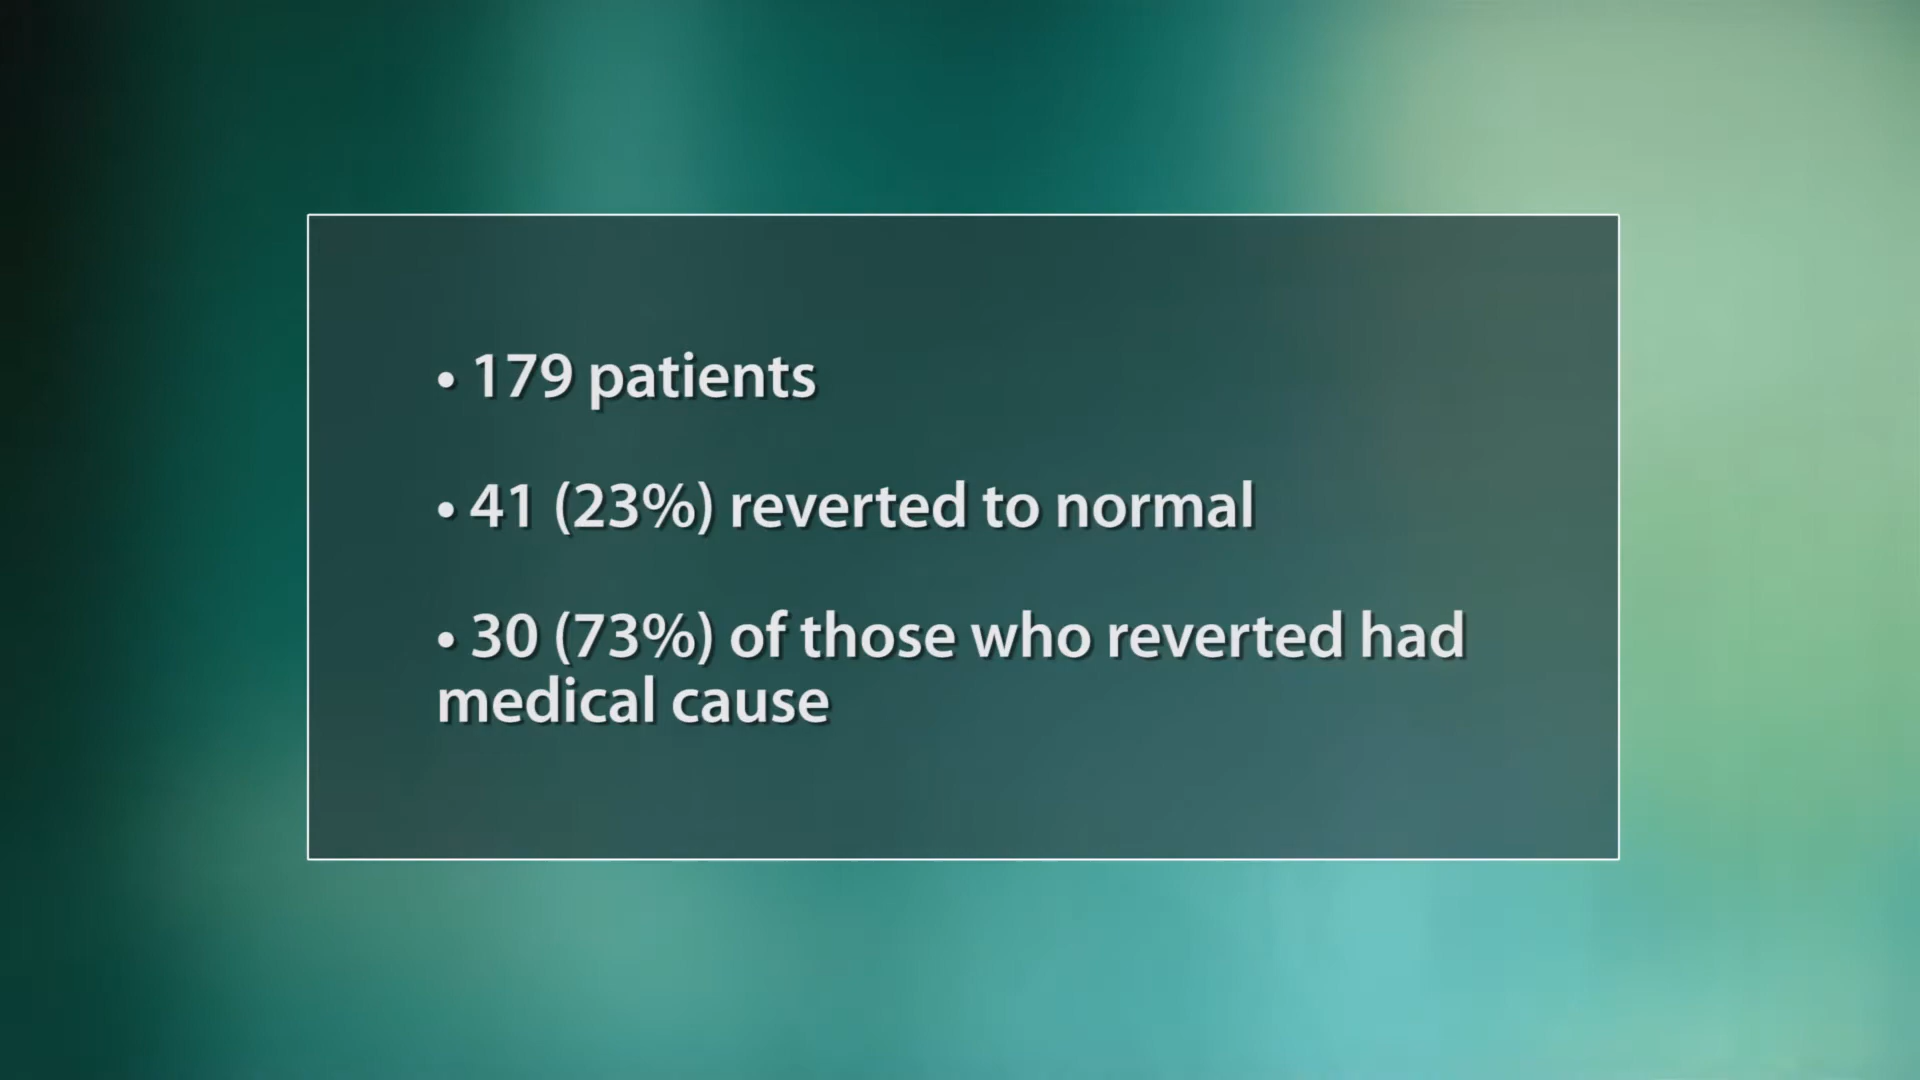 • 179 patients
• 41 (23%) reverted to normal
• 30 (73%) of those who reverted had
medical cause